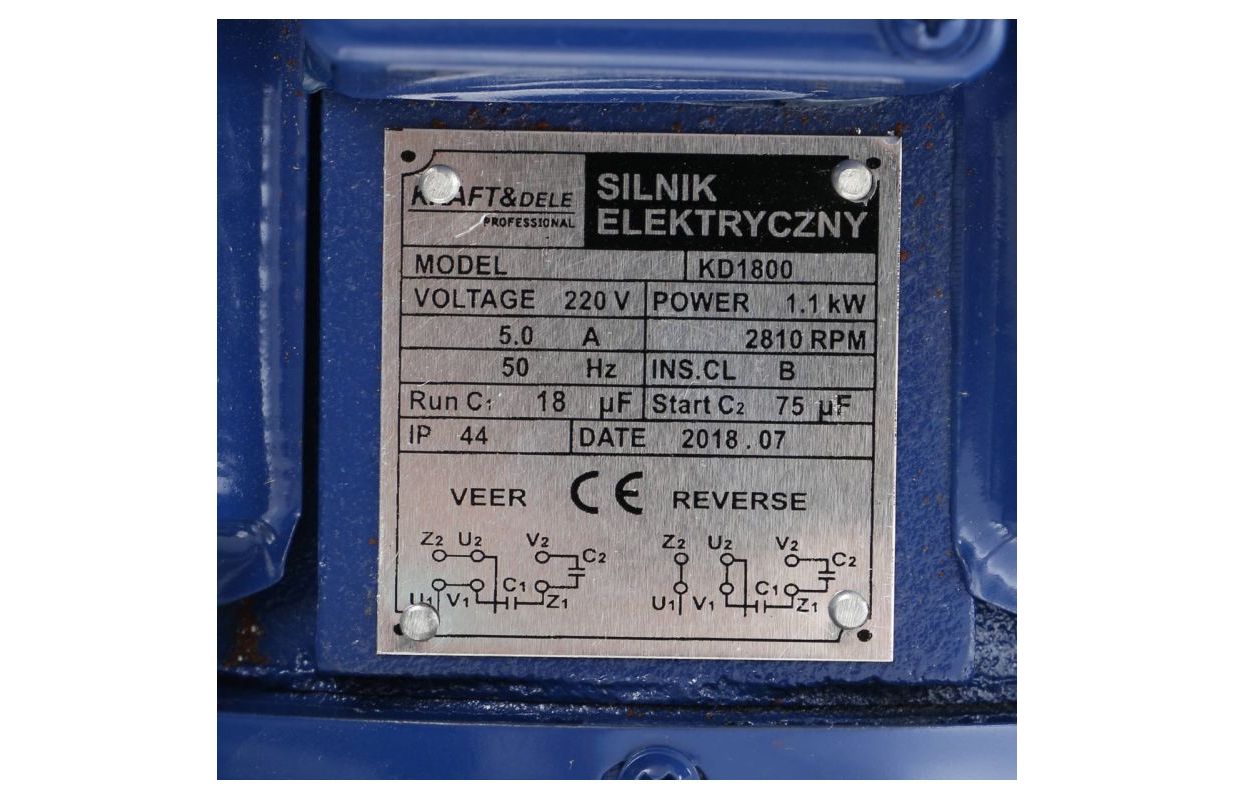 KRAFT&DELE
PROFESSIONAL
SILNIK
ELEKTRYCZNY
MODEL KD1800
VOLTAGE 220 V POWER 1.1 kW
5.0 A 2810 RPM
50 Hz INS.CL B
Run C1 18 µF Start C2 75 µF
IP 44 DATE 2018.07
VEER CE REVERSE
Z2 U2 V2 C2 Z2 U2 V2 C2
U1 V1 C1 Z1 U1 V1 C1 Z1